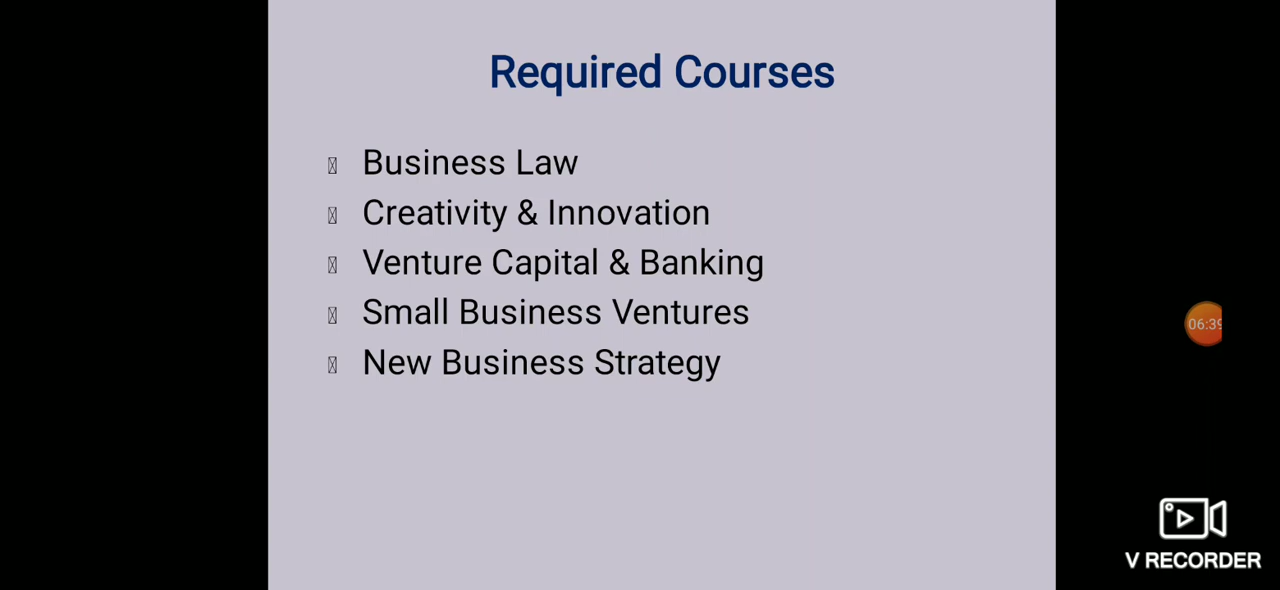 Required Courses
Business Law
Creativity & Innovation
Venture Capital & Banking
Small Business Ventures
New Business Strategy
06:39
V RECORDER